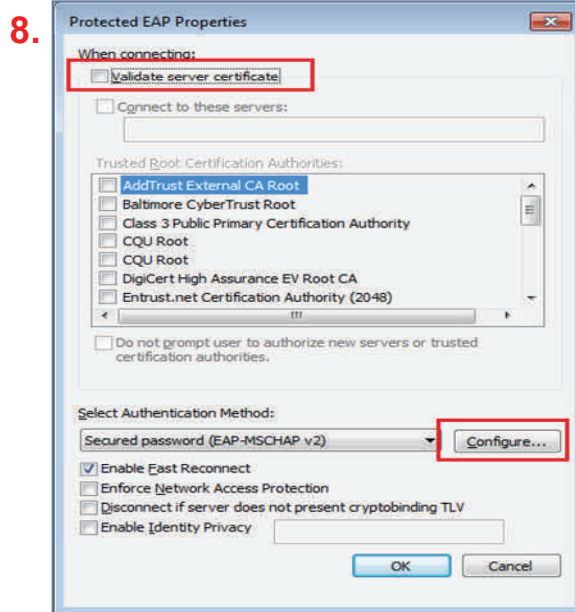 8.
Protected EAP Properties
When connecting:
Validate server certificate
Connect to these servers:
Trusted Root Certification Authorities:
AddTrust External CA Root
Baltimore CyberTrust Root
Class 3 Public Primary Certification Authority
CQU Root
CQU Root
DigiCert High Assurance EV Root CA
Entrust.net Certification Authority (2048)
Do not prompt user to authorize new servers or trusted
certification authorities.
Select Authentication Method:
Secured password (EAP-MSCHAP v2)
Configure...
Enable Fast Reconnect
Enforce Network Access Protection
Disconnect if server does not present cryptobinding TLV
Enable Identity Privacy
OK
Cancel